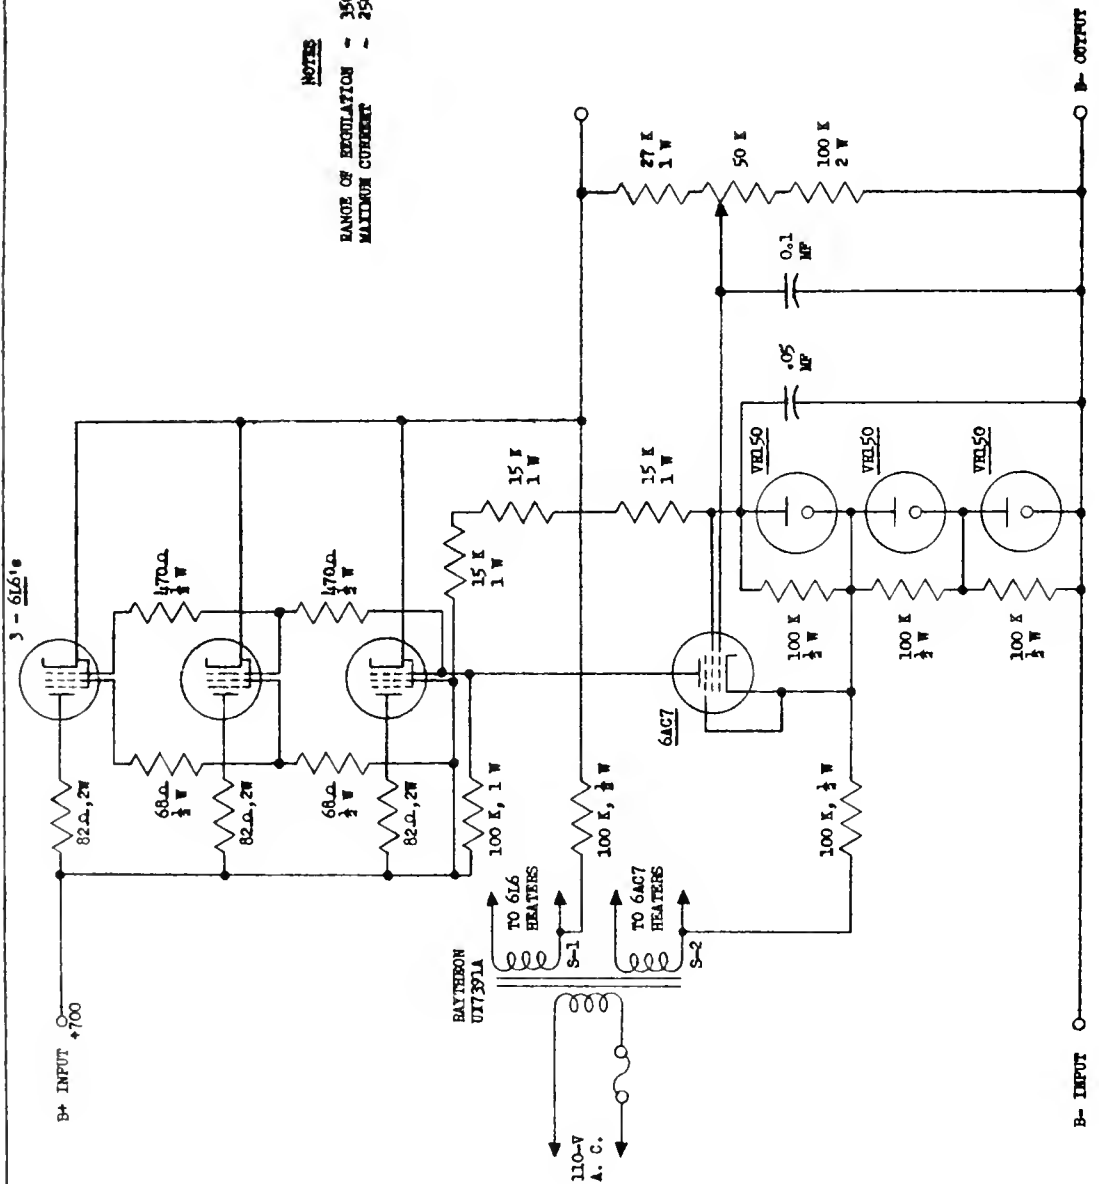 3 - 6L6's
B+ INPUT
+700
82Ω,2W
82Ω,2W
82Ω,2W
470Ω
½ W
470Ω
½ W
68Ω
½ W
68Ω
½ W
100 K, 1 W
15 K
1 W
15 K
1 W
15 K
1 W
NOTES
RANGE OF REGULATION -
MAXIMUM CURRENT -
RAYTHEON
UX7391A
TO 6L6
HEATERS
S-1
TO 6AC7
HEATERS
S-2
110-V
A. C.
100 K, ½ W
100 K, ½ W
6AC7
100 K
½ W
100 K
½ W
100 K
½ W
VR150
VR150
VR150
.05
MF
0.1
MF
27 K
1 W
50 K
100 K
2 W
B- INPUT
B- OUTPUT